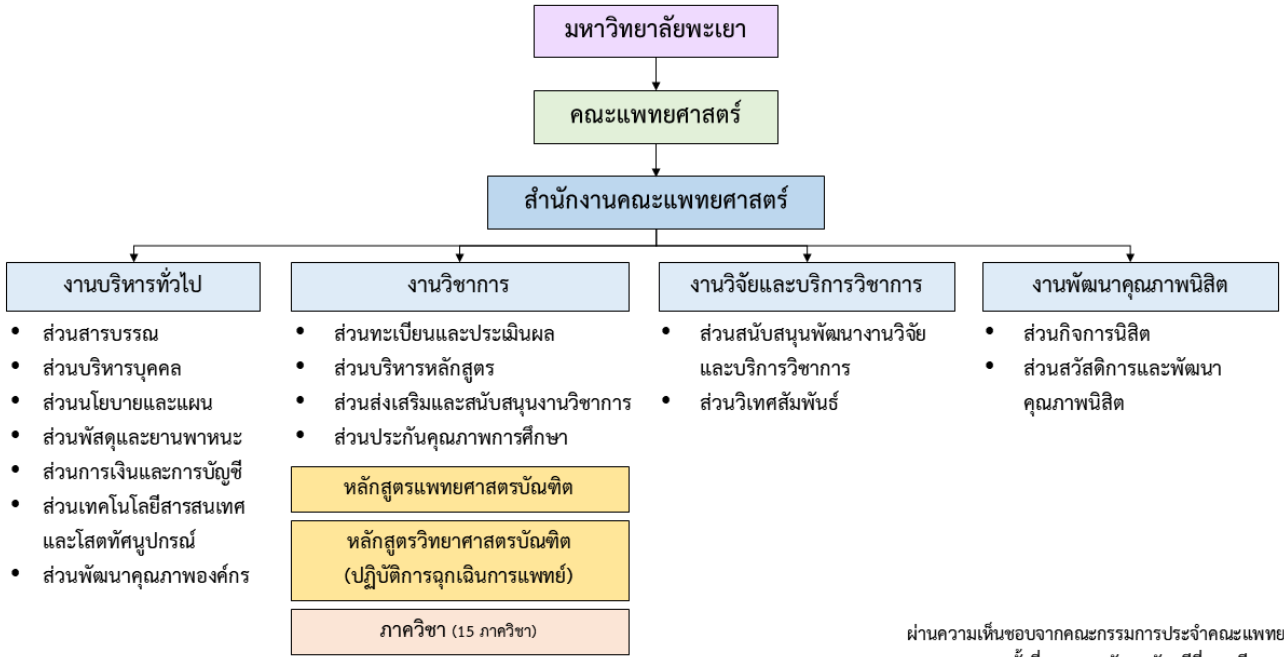 มหาวิทยาลัยพะเยา
คณะแพทยศาสตร์
สำนักงานคณะแพทยศาสตร์
งานบริหารทั่วไป
• ส่วนสารบรรณ
• ส่วนบริหารบุคคล
• ส่วนนโยบายและแผน
• ส่วนพัสดุและยานพาหนะ
• ส่วนการเงินและการบัญชี
• ส่วนเทคโนโลยีสารสนเทศ
และโสตทัศนูปกรณ์
• ส่วนพัฒนาคุณภาพองค์กร
งานวิชาการ
• ส่วนทะเบียนและประเมินผล
• ส่วนบริหารหลักสูตร
• ส่วนส่งเสริมและสนับสนุนงานวิชาการ
• ส่วนประกันคุณภาพการศึกษา
หลักสูตรแพทยศาสตรบัณฑิต
หลักสูตรวิทยาศาสตรบัณฑิต
(ปฏิบัติการฉุกเฉินการแพทย์)
ภาควิชา (15 ภาควิชา)
งานวิจัยและบริการวิชาการ
• ส่วนสนับสนุนพัฒนางานวิจัย
และบริการวิชาการ
• ส่วนวิเทศสัมพันธ์
งานพัฒนาคุณภาพนิสิต
• ส่วนกิจการนิสิต
• ส่วนสวัสดิการและพัฒนา
คุณภาพนิสิต
ผ่านความเห็นชอบจากคณะกรรมการประจำคณะแพทย